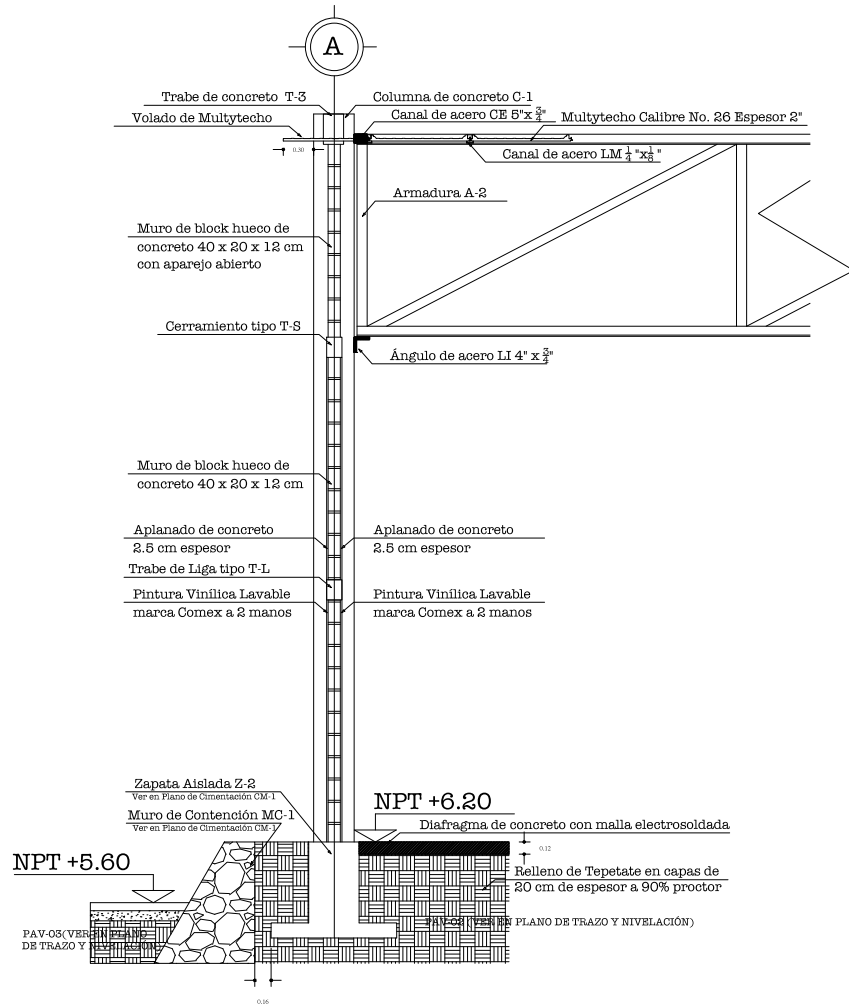 A
Trabe de concreto T-3
Columna de concreto C-1
Volado de Multytecho
Canal de acero CE 5"x 3/4"
Multytecho Calibre No. 26 Espesor 2"
0.30
Canal de acero LM 1/4"x1/8"
Armadura A-2
Muro de block hueco de
concreto 40 x 20 x 12 cm
con aparejo abierto
Cerramiento tipo T-S
Ángulo de acero LI 4" x 3/4"
Muro de block hueco de
concreto 40 x 20 x 12 cm
Aplanado de concreto
2.5 cm espesor
Aplanado de concreto
2.5 cm espesor
Trabe de Liga tipo T-L
Pintura Vinílica Lavable
marca Comex a 2 manos
Pintura Vinílica Lavable
marca Comex a 2 manos
Zapata Aislada Z-2
Ver en Plano de Cimentación CM-1
Muro de Contención MC-1
Ver en Plano de Cimentación CM-1
NPT +6.20
Diafragma de concreto con malla electrosoldada
0.12
NPT +5.60
Relleno de Tepetate en capas de
20 cm de espesor a 90% proctor
PAV-02 (VER EN PLANO DE TRAZO Y NIVELACIÓN)
PAV-03(VER EN PLANO
DE TRAZO Y NIVELACIÓN)
0.16